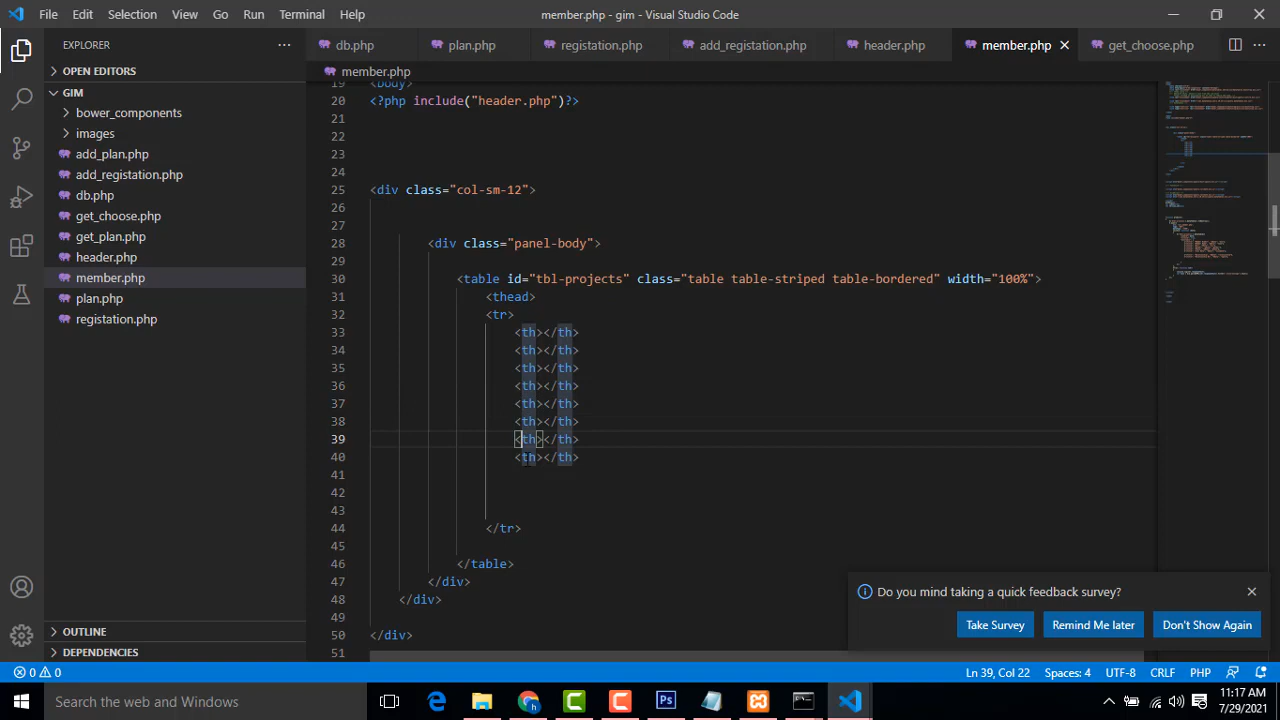 File Edit Selection View Go Run Terminal Help
member.php - gim - Visual Studio Code
EXPLORER
db.php
plan.php
registation.php
add_registation.php
header.php
member.php
get_choose.php
OPEN EDITORS
member.php
GIM
bower_components
images
add_plan.php
add_registation.php
db.php
get_choose.php
get_plan.php
header.php
member.php
plan.php
registation.php
OUTLINE
DEPENDENCIES
19 <body>
20 <?php include("header.php")?>
21
22
23
24
25 <div class="col-sm-12">
26
27
28 <div class="panel-body">
29
30 <table id="tbl-projects" class="table table-striped table-bordered" width="100%">
31 <thead>
32 <tr>
33 <th></th>
34 <th></th>
35 <th></th>
36 <th></th>
37 <th></th>
38 <th></th>
39 <th></th>
40 <th></th>
41
42
43
44 </tr>
45
46 </table>
47 </div>
48 </div>
49
50 </div>
51
Do you mind taking a quick feedback survey?
Take Survey
Remind Me later
Don't Show Again
0 0
Ln 39, Col 22
Spaces: 4
UTF-8
CRLF
PHP
Search the web and Windows
Ps
11:17 AM
7/29/2021